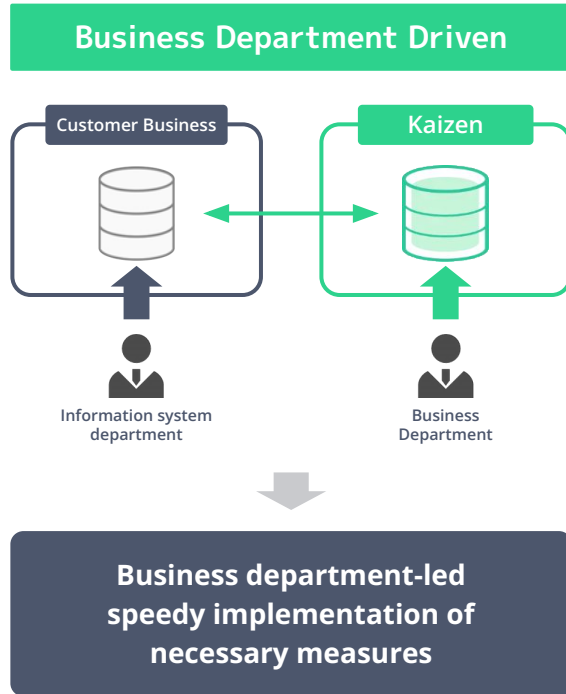 Business Department Driven
Customer Business
Kaizen
Information system
department
Business
Department
Business department-led
speedy implementation of
necessary measures